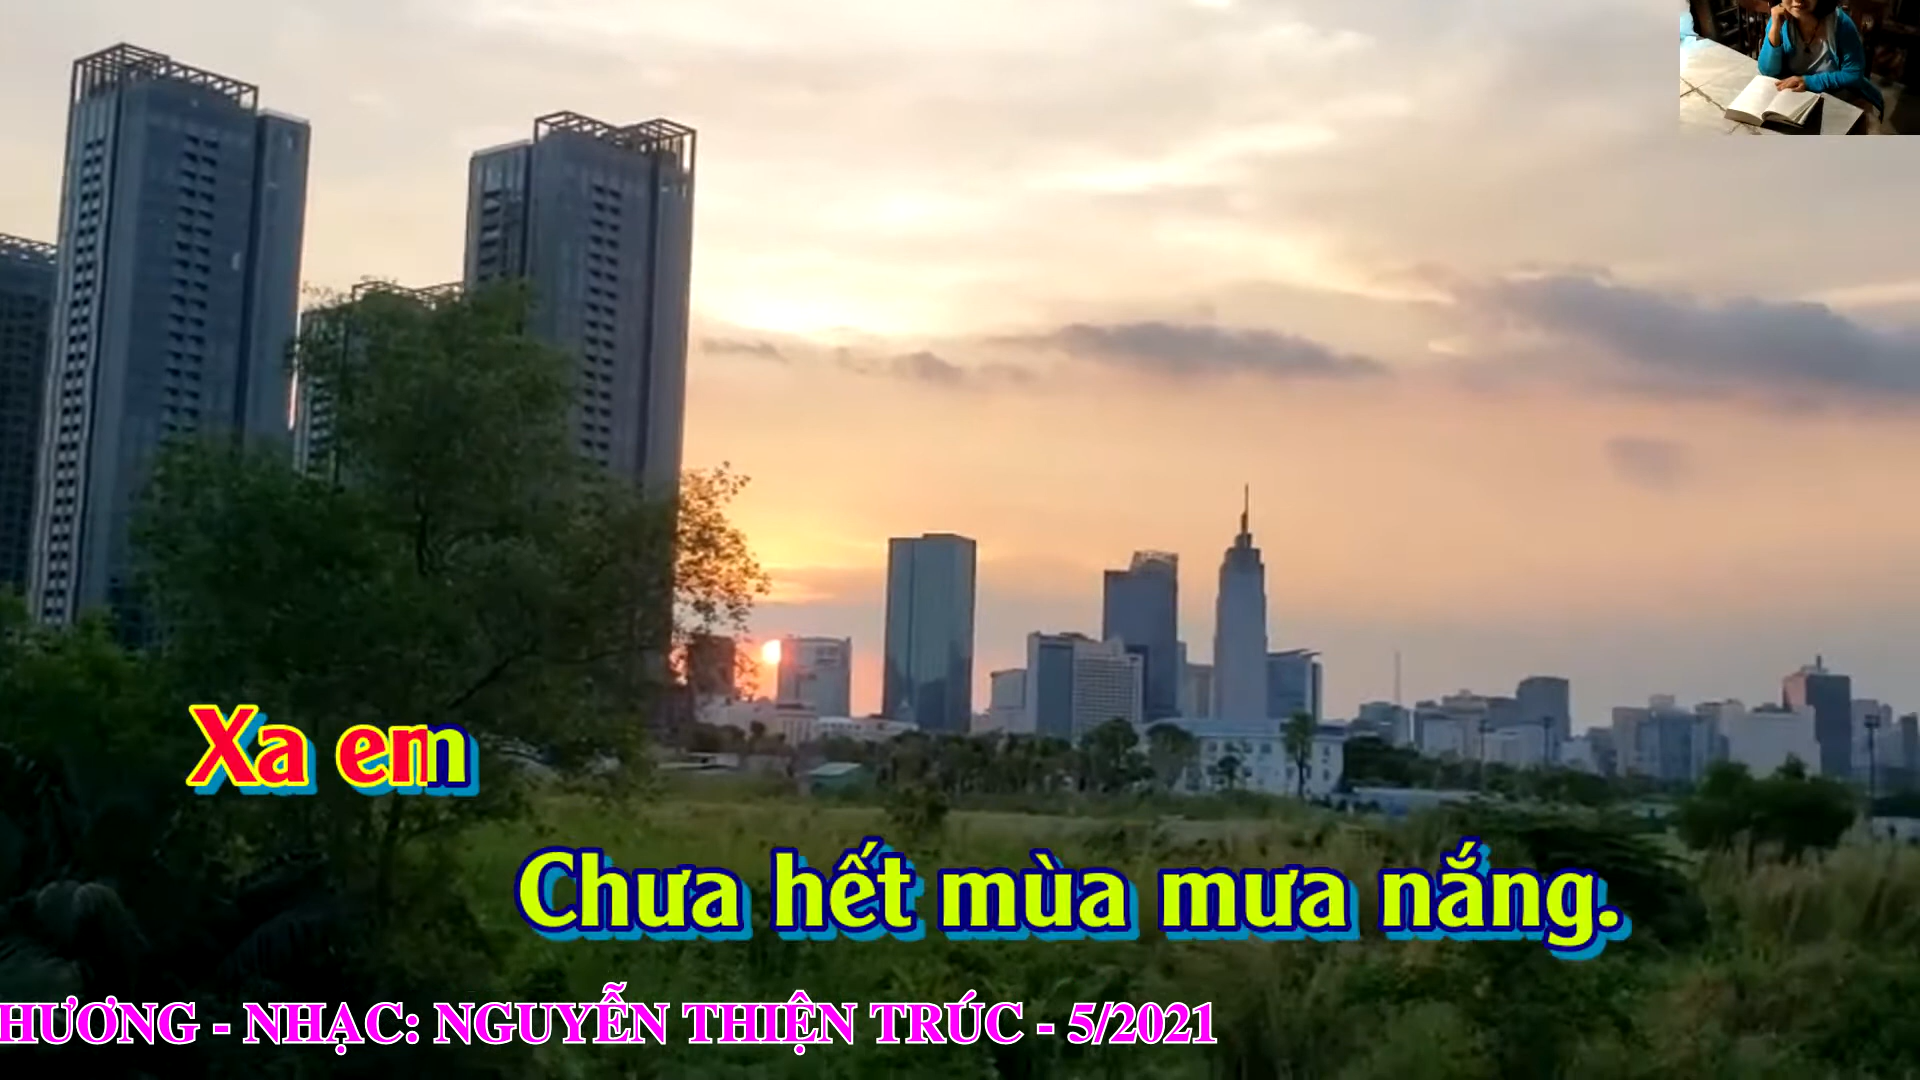 Xa em
Chưa hết mùa mưa nắng.
HƯƠNG - NHẠC: NGUYỄN THIỆN TRÚC - 5/2021